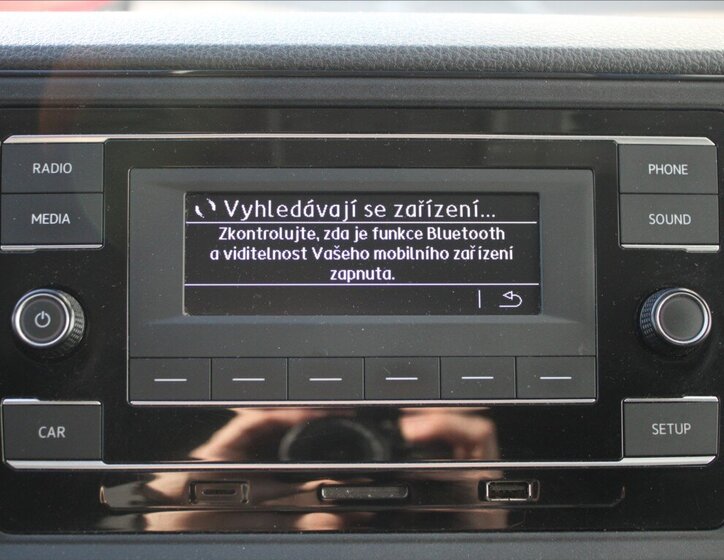 RADIO
PHONE
MEDIA
SOUND
Vyhledávají se zařízení...
Zkontrolujte, zda je funkce Bluetooth
a viditelnost Vašeho mobilního zařízení
zapnuta.
CAR
SETUP